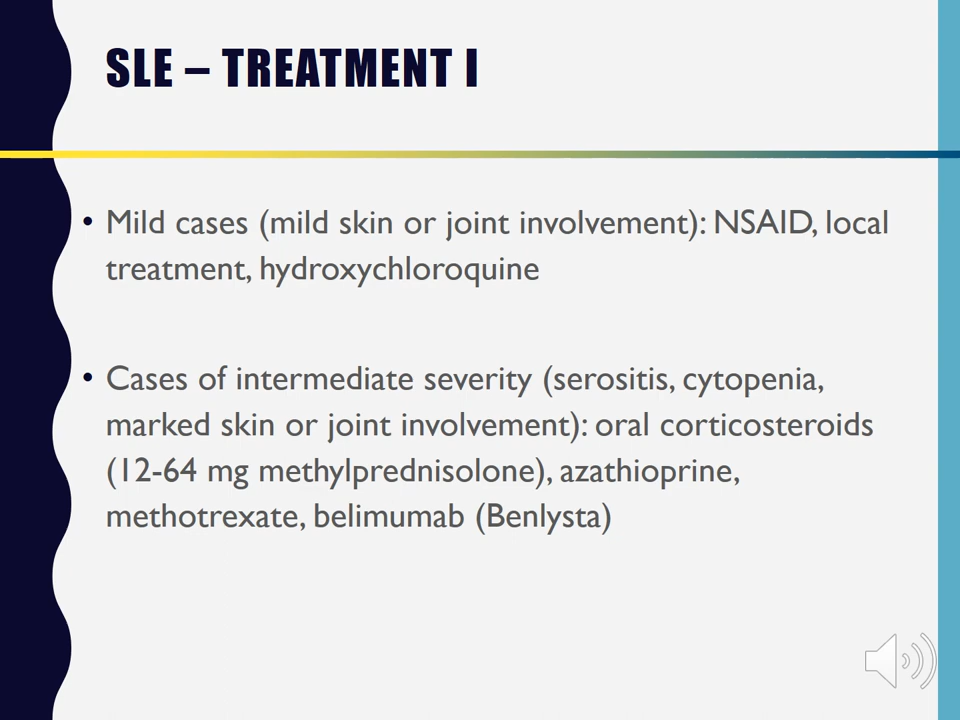 SLE – TREATMENT I
• Mild cases (mild skin or joint involvement): NSAID, local
treatment, hydroxychloroquine
• Cases of intermediate severity (serositis, cytopenia,
marked skin or joint involvement): oral corticosteroids
(12-64 mg methylprednisolone), azathioprine,
methotrexate, belimumab (Benlysta)